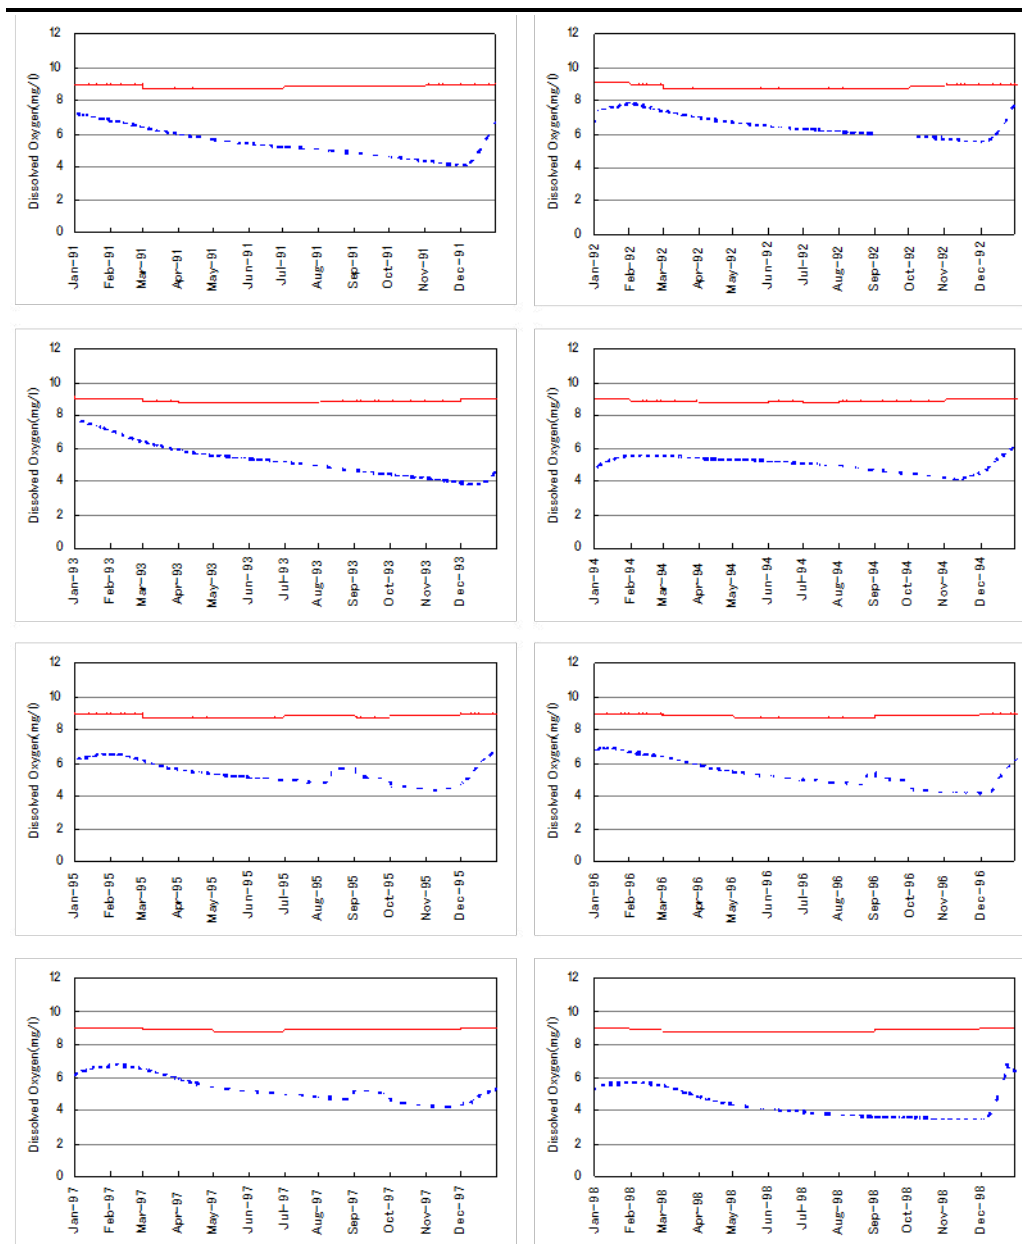 12
10
8
6
4
2
0
Dissolved Oxygen(mg/l)
Jan-91
Feb-91
Mar-91
Apr-91
May-91
Jun-91
Jul-91
Aug-91
Sep-91
Oct-91
Nov-91
Dec-91
12
10
8
6
4
2
0
Dissolved Oxygen(mg/l)
Jan-92
Feb-92
Mar-92
Apr-92
May-92
Jun-92
Jul-92
Aug-92
Sep-92
Oct-92
Nov-92
Dec-92
12
10
8
6
4
2
0
Dissolved Oxygen(mg/l)
Jan-93
Feb-93
Mar-93
Apr-93
May-93
Jun-93
Jul-93
Aug-93
Sep-93
Oct-93
Nov-93
Dec-93
12
10
8
6
4
2
0
Dissolved Oxygen(mg/l)
Jan-94
Feb-94
Mar-94
Apr-94
May-94
Jun-94
Jul-94
Aug-94
Sep-94
Oct-94
Nov-94
Dec-94
12
10
8
6
4
2
0
Dissolved Oxygen(mg/l)
Jan-95
Feb-95
Mar-95
Apr-95
May-95
Jun-95
Jul-95
Aug-95
Sep-95
Oct-95
Nov-95
Dec-95
12
10
8
6
4
2
0
Dissolved Oxygen(mg/l)
Jan-96
Feb-96
Mar-96
Apr-96
May-96
Jun-96
Jul-96
Aug-96
Sep-96
Oct-96
Nov-96
Dec-96
12
10
8
6
4
2
0
Dissolved Oxygen(mg/l)
Jan-97
Feb-97
Mar-97
Apr-97
May-97
Jun-97
Jul-97
Aug-97
Sep-97
Oct-97
Nov-97
Dec-97
12
10
8
6
4
2
0
Dissolved Oxygen(mg/l)
Jan-98
Feb-98
Mar-98
Apr-98
May-98
Jun-98
Jul-98
Aug-98
Sep-98
Oct-98
Nov-98
Dec-98